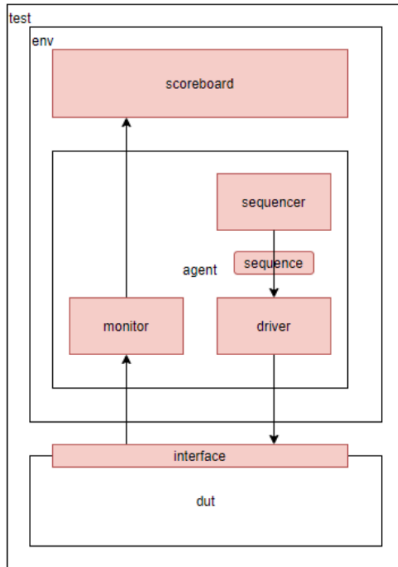 test
env
scoreboard
sequencer
sequence
agent
monitor
driver
interface
dut